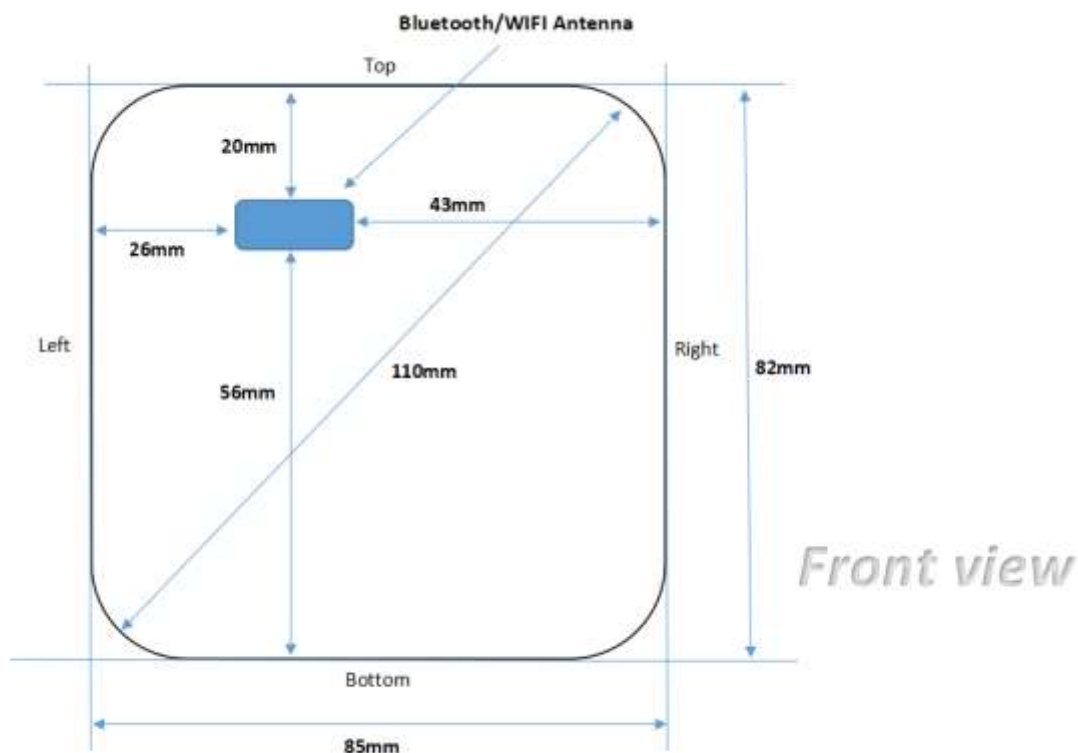 Bluetooth/WIFI Antenna
Top
20mm
43mm
26mm
Left
Right
110mm
82mm
56mm
Front view
Bottom
85mm